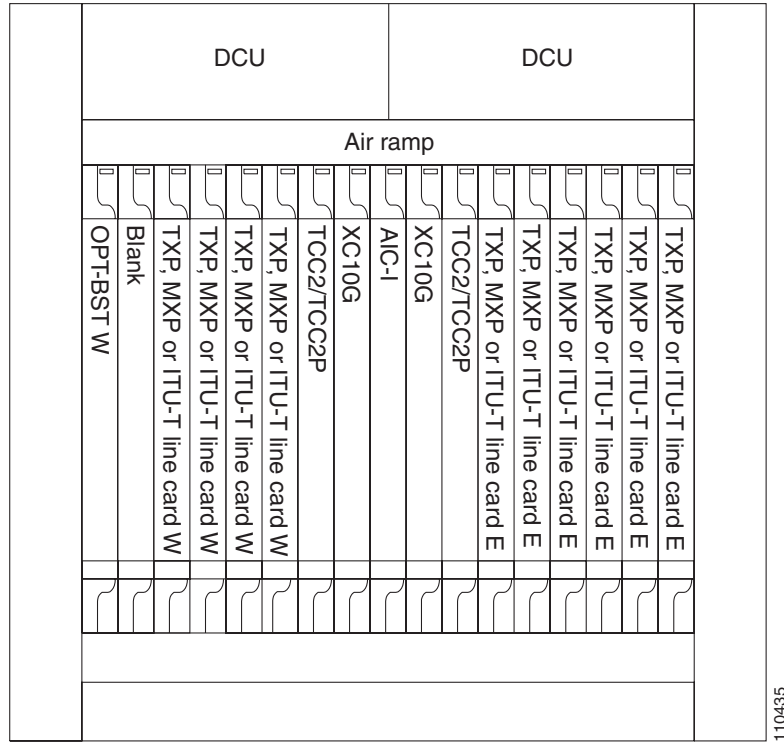 DCU
DCU
Air ramp
OPT-BST W
Blank
TXP, MXP or ITU-T line card W
TXP, MXP or ITU-T line card W
TXP, MXP or ITU-T line card W
TXP, MXP or ITU-T line card W
TCC2/TCC2P
XC10G
AIC-I
XC10G
TCC2/TCC2P
TXP, MXP or ITU-T line card E
TXP, MXP or ITU-T line card E
TXP, MXP or ITU-T line card E
TXP, MXP or ITU-T line card E
TXP, MXP or ITU-T line card E
TXP, MXP or ITU-T line card E
110435